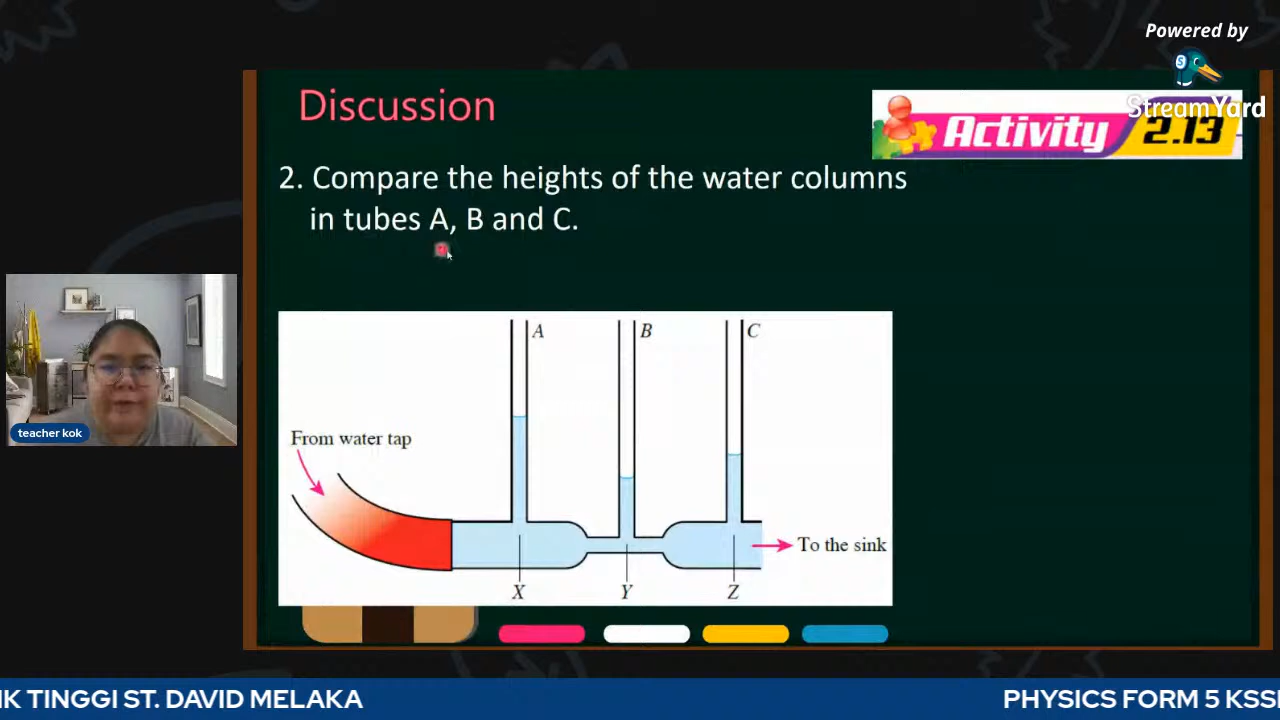 Powered by
StreamYard
Discussion
Activity 2.13
2. Compare the heights of the water columns
in tubes A, B and C.
A
B
C
From water tap
To the sink
X
Y
Z
teacher kok
IK TINGGI ST. DAVID MELAKA
PHYSICS FORM 5 KSS